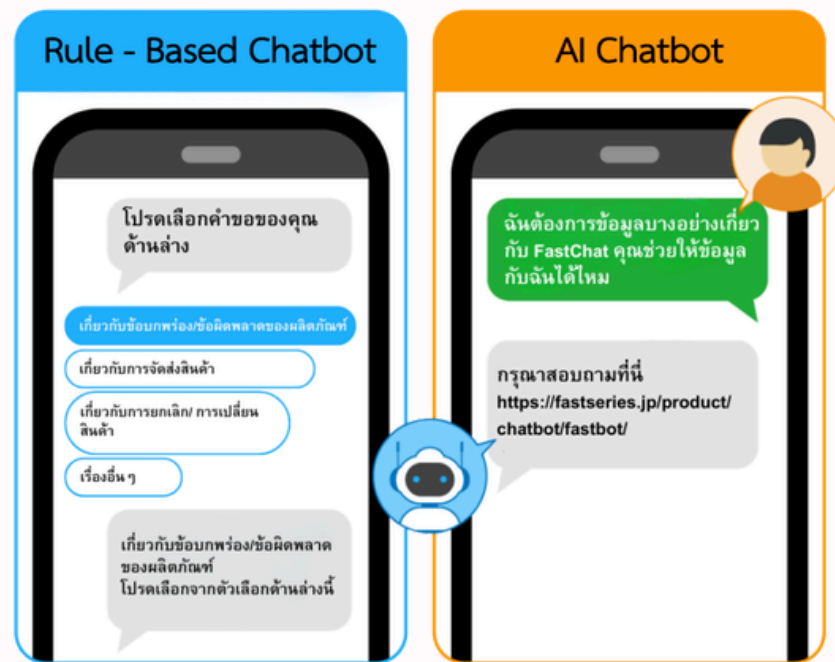 Rule - Based Chatbot
โปรดเลือกคำขอของคุณ
ด้านล่าง
เกี่ยวกับข้อบกพร่อง/ข้อผิดพลาดของผลิตภัณฑ์
เกี่ยวกับการจัดส่งสินค้า
เกี่ยวกับการยกเลิก/ การเปลี่ยน
สินค้า
เรื่องอื่น ๆ
เกี่ยวกับข้อบกพร่อง/ข้อผิดพลาด
ของผลิตภัณฑ์
โปรดเลือกจากตัวเลือกด้านล่างนี้
AI Chatbot
ฉันต้องการข้อมูลบางอย่างเกี่ยว
กับ FastChat คุณช่วยให้ข้อมูล
กับฉันได้ไหม
กรุณาสอบถามที่นี่
https://fastseries.jp/product/
chatbot/fastbot/